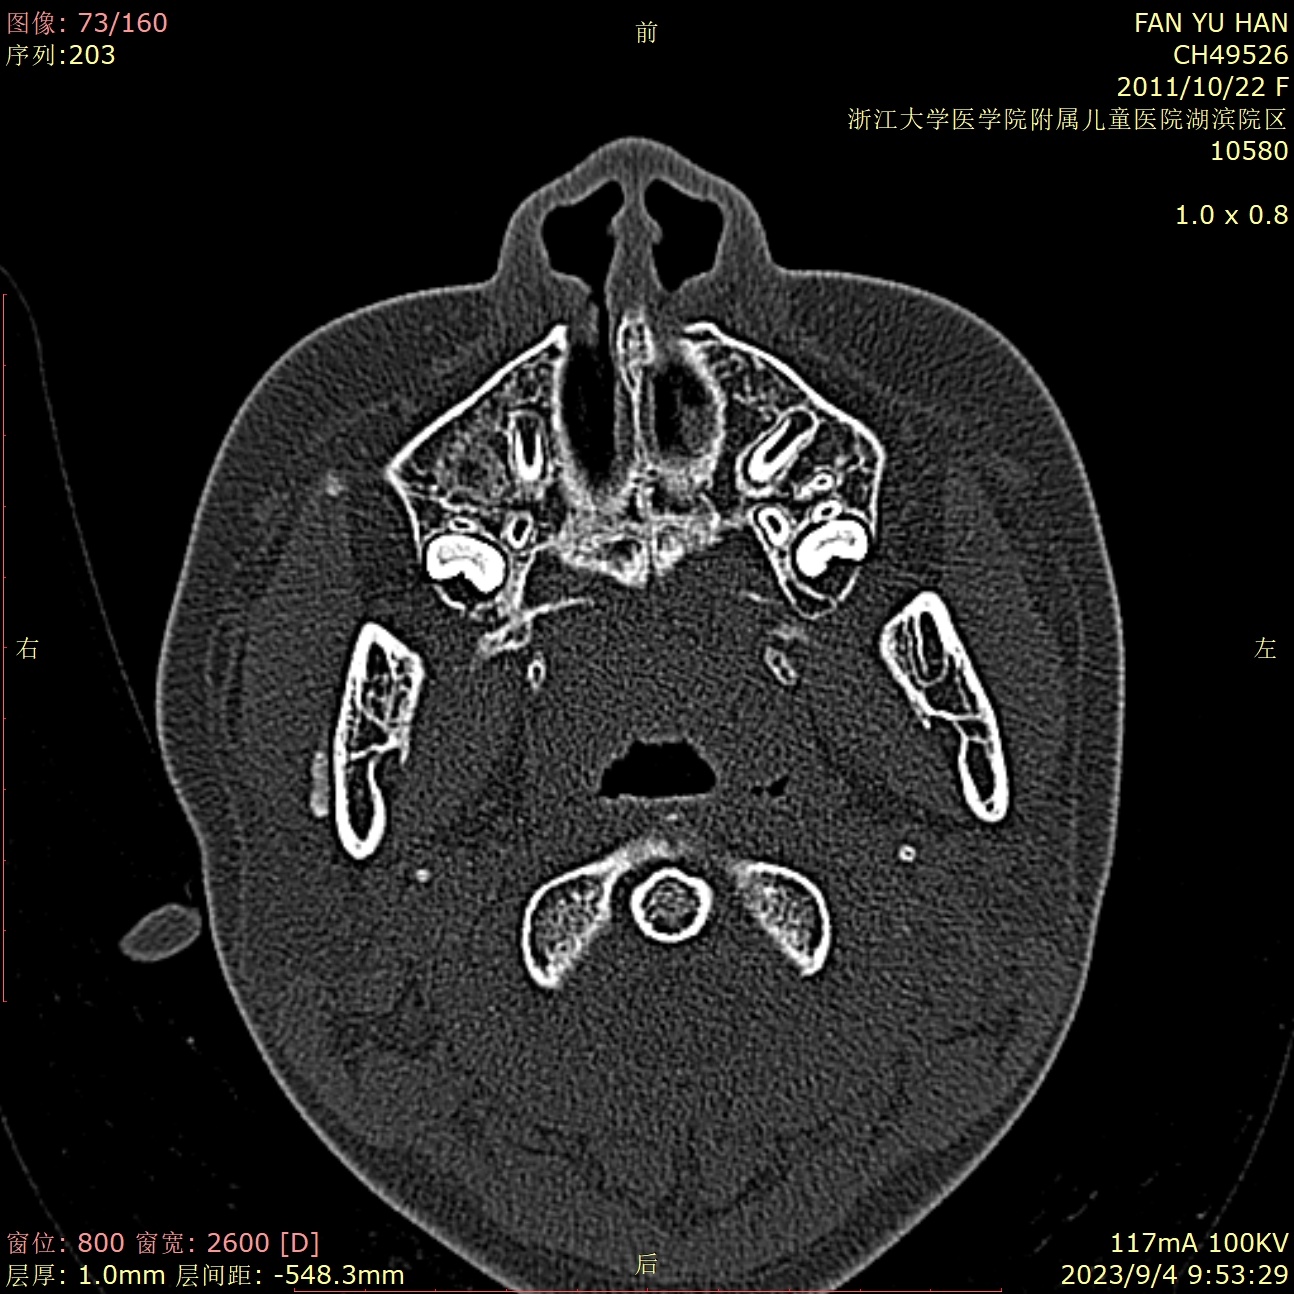 图像: 73/160
序列:203
前
FAN YU HAN
CH49526
2011/10/22 F
浙江大学医学院附属儿童医院湖滨院区
10580
1.0 x 0.8
右
左
窗位: 800 窗宽: 2600 [D]
层厚: 1.0mm 层间距: -548.3mm
后
117mA 100KV
2023/9/4 9:53:29